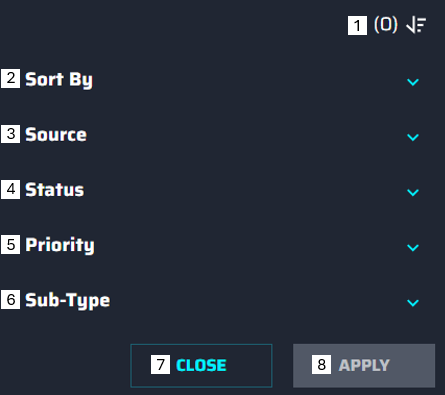 1 (0)
2 Sort By
3 Source
4 Status
5 Priority
6 Sub-Type
7 CLOSE 8 APPLY